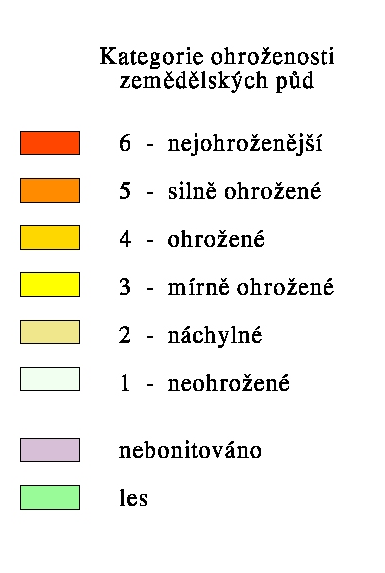 Kategorie ohroženosti
zemědělských půd
6 - nejohroženější
5 - silně ohrožené
4 - ohrožené
3 - mírně ohrožené
2 - náchylné
1 - neohrožené
nebonitováno
les